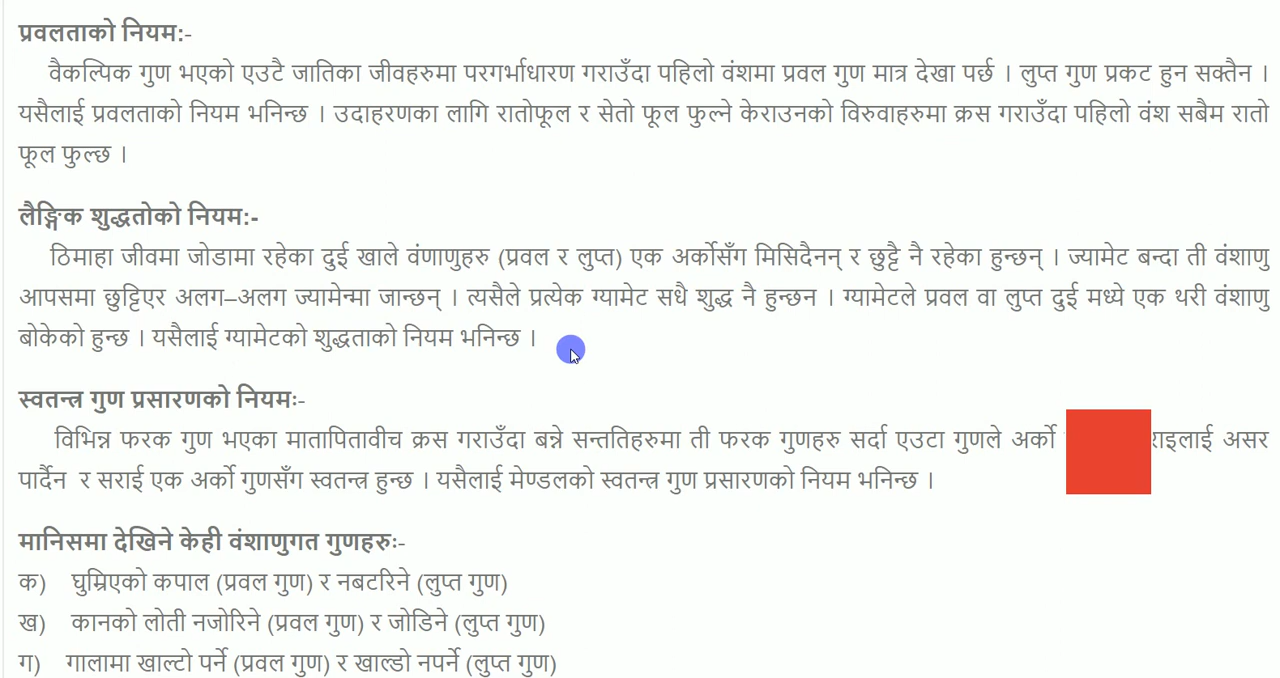 प्रवलताको नियम:-
वैकल्पिक गुण भएको एउटै जातिका जीवहरुमा परगर्भाधारण गराउँदा पहिलो वंशमा प्रवल गुण मात्र देखा पर्छ । लुप्त गुण प्रकट हुन सक्तैन ।
यसैलाई प्रवलताको नियम भनिन्छ । उदाहरणका लागि रातोफूल र सेतो फूल फुल्ने केराउनको विरुवाहरुमा क्रस गराउँदा पहिलो वंश सबैम रातो
फूल फुल्छ ।
लैङ्गिक शुद्धतोको नियम:-
ठिमाहा जीवमा जोडामा रहेका दुई खाले वंणाणुहरु (प्रवल र लुप्त) एक अर्कोसँग मिसिदैनन् र छुट्टै नै रहेका हुन्छन् । ज्यामेट बन्दा ती वंशाणु
आपसमा छुट्टिएर अलग–अलग ज्यामेन्मा जान्छन् । त्यसैले प्रत्येक ग्यामेट सधै शुद्ध नै हुन्छन । ग्यामेटले प्रवल वा लुप्त दुई मध्ये एक थरी वंशाणु
बोकेको हुन्छ । यसैलाई ग्यामेटको शुद्धताको नियम भनिन्छ ।
स्वतन्त्र गुण प्रसारणको नियमः-
विभिन्न फरक गुण भएका मातापितावीच क्रस गराउँदा बन्ने सन्ततिहरुमा ती फरक गुणहरु सर्दा एउटा गुणले अर्को असर
पार्दैन र सराई एक अर्को गुणसँग स्वतन्त्र हुन्छ । यसैलाई मेण्डलको स्वतन्त्र गुण प्रसारणको नियम भनिन्छ ।
मानिसमा देखिने केही वंशाणुगत गुणहरुः-
क) घुम्रिएको कपाल (प्रवल गुण) र नबटरिने (लुप्त गुण)
ख) कानको लोती नजोरिने (प्रवल गुण) र जोडिने (लुप्त गुण)
ग) गालामा खाल्टो पर्ने (प्रवल गुण) र खाल्डो नपर्ने (लुप्त गुण)